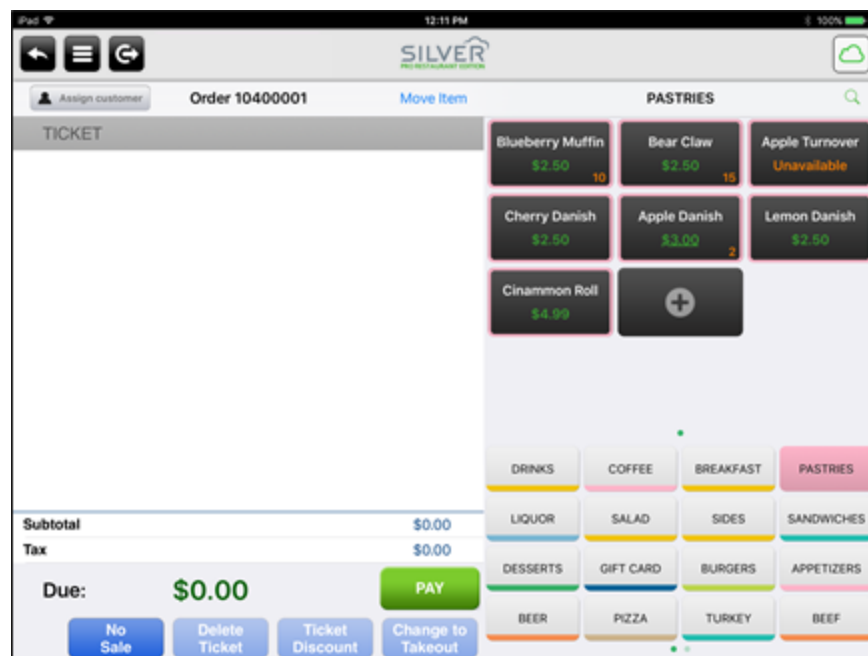 iPad
12:11 PM
100%
SILVER
PRO RESTAURANT EDITION
Assign customer
Order 10400001
Move Item
PASTRIES
TICKET
Blueberry Muffin
$2.50
10
Bear Claw
$2.50
15
Apple Turnover
Unavailable
Cherry Danish
$2.50
Apple Danish
$3.00
2
Lemon Danish
$2.50
Cinammon Roll
$4.99
DRINKS
COFFEE
BREAKFAST
PASTRIES
LIQUOR
SALAD
SIDES
SANDWICHES
DESSERTS
GIFT CARD
BURGERS
APPETIZERS
BEER
PIZZA
TURKEY
BEEF
Subtotal
$0.00
Tax
$0.00
Due:
$0.00
PAY
No
Sale
Delete
Ticket
Ticket
Discount
Change to
Takeout